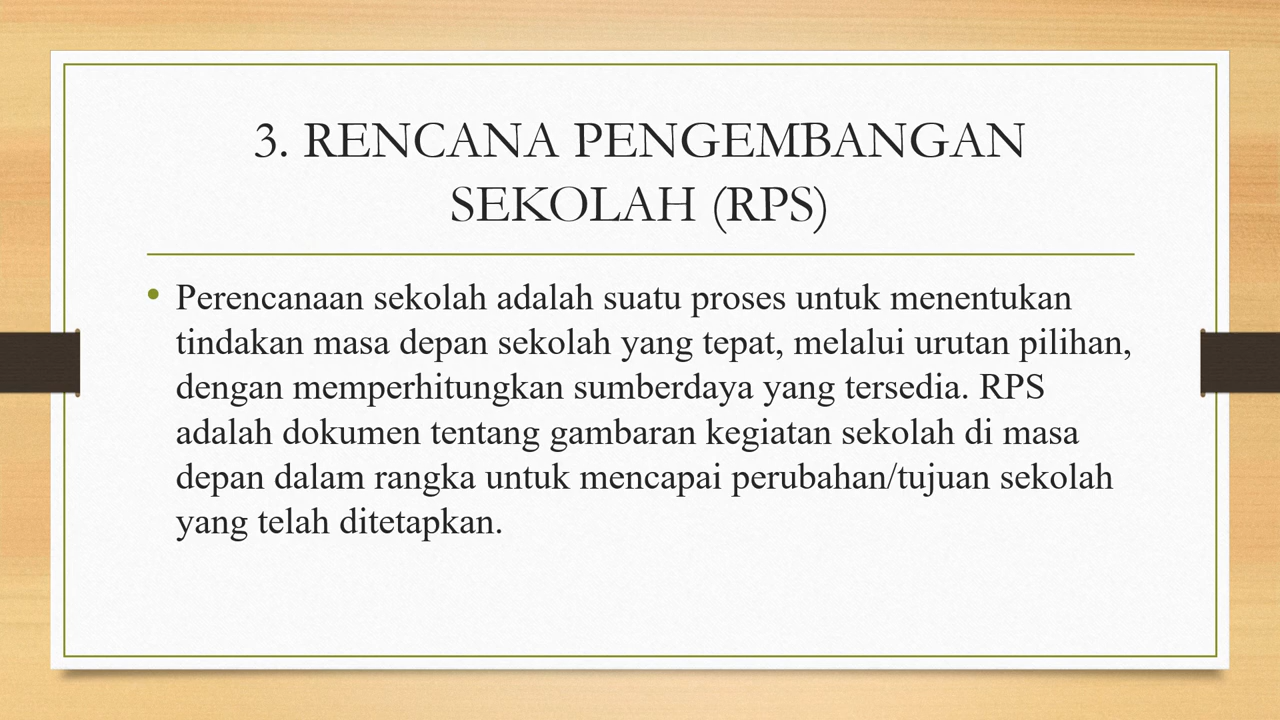 3. RENCANA PENGEMBANGAN
SEKOLAH (RPS)
• Perencanaan sekolah adalah suatu proses untuk menentukan
tindakan masa depan sekolah yang tepat, melalui urutan pilihan,
dengan memperhitungkan sumberdaya yang tersedia. RPS
adalah dokumen tentang gambaran kegiatan sekolah di masa
depan dalam rangka untuk mencapai perubahan/tujuan sekolah
yang telah ditetapkan.